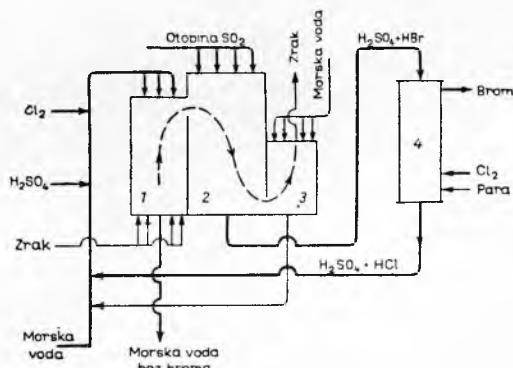 Otopina SO₂
Zrak
Morska voda
H₂SO₄+HBr
Cl₂
H₂SO₄
Zrak
Morska voda
1
2
3
4
Brom
Cl₂
Para
H₂SO₄ + HCl
Morska voda
bez broma